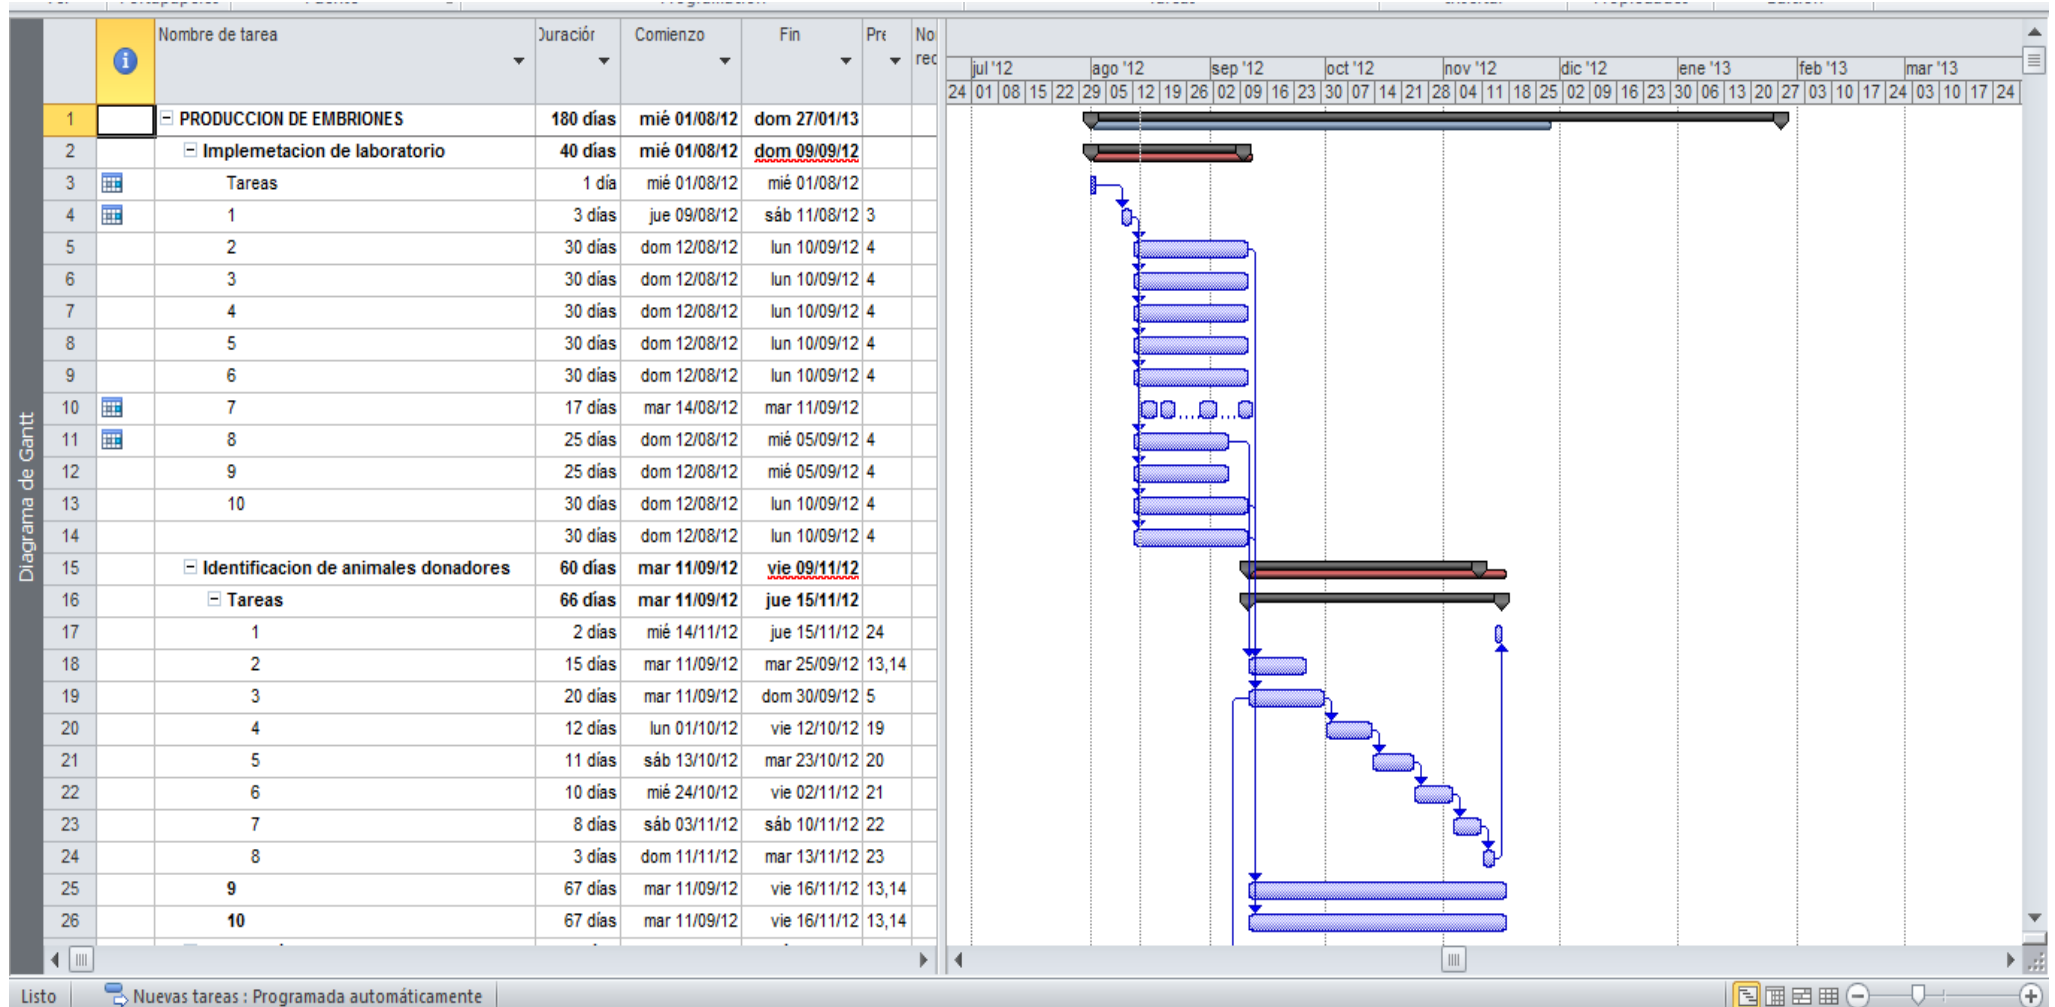 Nombre de tarea Duración Comienzo Fin Pre No
rec
jul '12 ago '12 sep '12 oct '12 nov '12 dic '12 ene '13 feb '13 mar '13
24 01 08 15 22 29 05 12 19 26 02 09 16 23 30 07 14 21 28 04 11 18 25 02 09 16 23 30 06 13 20 27 03 10 17 24 03 10 17 24
1 PRODUCCION DE EMBRIONES 180 días mié 01/08/12 dom 27/01/13
2 Implemetacion de laboratorio 40 días mié 01/08/12 dom 09/09/12
3 Tareas 1 día mié 01/08/12 mié 01/08/12
4 1 3 días jue 09/08/12 sáb 11/08/12 3
5 2 30 días dom 12/08/12 lun 10/09/12 4
6 3 30 días dom 12/08/12 lun 10/09/12 4
7 4 30 días dom 12/08/12 lun 10/09/12 4
8 5 30 días dom 12/08/12 lun 10/09/12 4
9 6 30 días dom 12/08/12 lun 10/09/12 4
10 7 17 días mar 14/08/12 mar 11/09/12
11 8 25 días dom 12/08/12 mié 05/09/12 4
12 9 25 días dom 12/08/12 mié 05/09/12 4
13 10 30 días dom 12/08/12 lun 10/09/12 4
14 30 días dom 12/08/12 lun 10/09/12 4
15 Identificacion de animales donadores 60 días mar 11/09/12 vie 09/11/12
16 Tareas 66 días mar 11/09/12 jue 15/11/12
17 1 2 días mié 14/11/12 jue 15/11/12 24
18 2 15 días mar 11/09/12 mar 25/09/12 13,14
19 3 20 días mar 11/09/12 dom 30/09/12 5
20 4 12 días lun 01/10/12 vie 12/10/12 19
21 5 11 días sáb 13/10/12 mar 23/10/12 20
22 6 10 días mié 24/10/12 vie 02/11/12 21
23 7 8 días sáb 03/11/12 sáb 10/11/12 22
24 8 3 días dom 11/11/12 mar 13/11/12 23
25 9 67 días mar 11/09/12 vie 16/11/12 13,14
26 10 67 días mar 11/09/12 vie 16/11/12 13,14
Diagrama de Gantt
Listo Nuevas tareas : Programada automáticamente